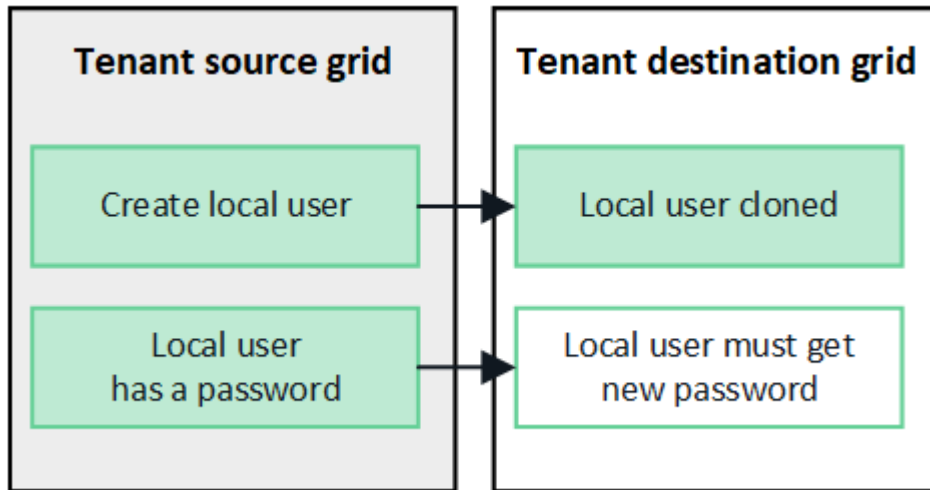 Tenant source grid
Tenant destination grid
Create local user
Local user cloned
Local user
has a password
Local user must get
new password